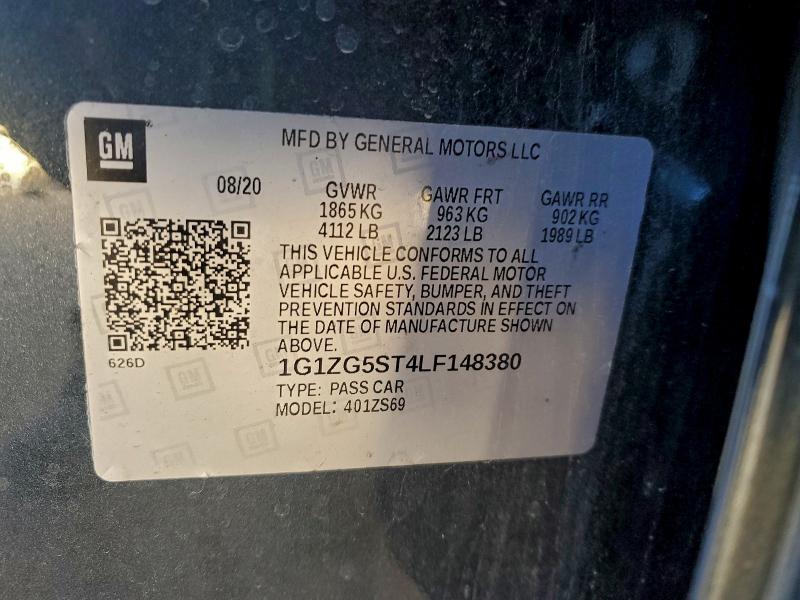 GM
MFD BY GENERAL MOTORS LLC
08/20
GVWR GAWR FRT GAWR RR
1865 KG 963 KG 902 KG
4112 LB 2123 LB 1989 LB
THIS VEHICLE CONFORMS TO ALL
APPLICABLE U.S. FEDERAL MOTOR
VEHICLE SAFETY, BUMPER, AND THEFT
PREVENTION STANDARDS IN EFFECT ON
THE DATE OF MANUFACTURE SHOWN
ABOVE.
626D
1G1ZG5ST4LF148380
TYPE: PASS CAR
MODEL: 401ZS69